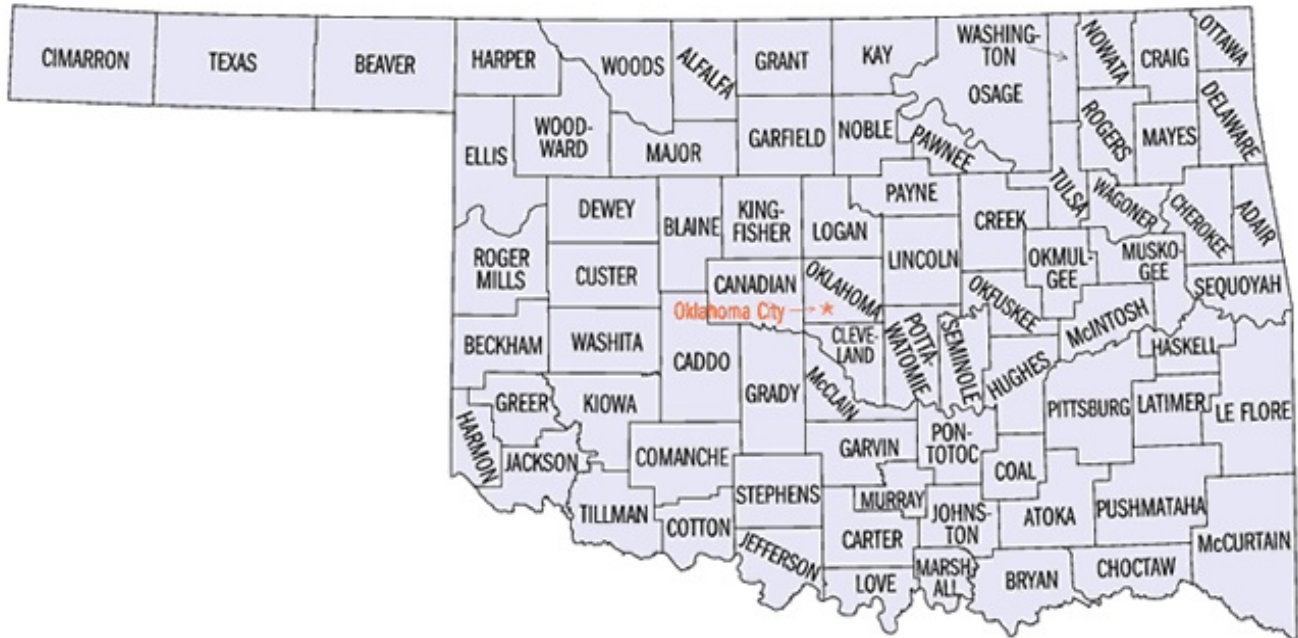 CIMARRON
TEXAS
BEAVER
HARPER
WOODS
ALFALFA
GRANT
KAY
WASHING-
TON
OSAGE
NOWATA
CRAIG
OTTAWA
ELLIS
WOOD-
WARD
MAJOR
GARFIELD
NOBLE
PAWNEE
ROGERS
MAYES
DELAWARE
DEWEY
BLAINE
KING-
FISHER
LOGAN
PAYNE
CREEK
TULSA
WAGONER
CHEROKEE
ADAIR
ROGER
MILLS
CUSTER
CANADIAN
OKLAHOMA
LINCOLN
OKMUL-
GEE
MUSKO-
GEE
SEQUOYAH
Oklahoma City
OKFUSKEE
McINTOSH
BECKHAM
WASHITA
CADDO
GRADY
CLEVE-
LAND
McCLAIN
POTTA-
WATOMIE
SEMINOLE
HUGHES
HASKELL
PITTSBURG
LATIMER
LE FLORE
HARMON
GREER
KIOWA
JACKSON
COMANCHE
GARVIN
PON-
TOTOC
COAL
TILLMAN
COTTON
STEPHENS
MURRAY
JOHNS-
TON
ATOKA
PUSHMATAHA
McCURTAIN
JEFFERSON
CARTER
LOVE
MARSH-
ALL
BRYAN
CHOCTAW